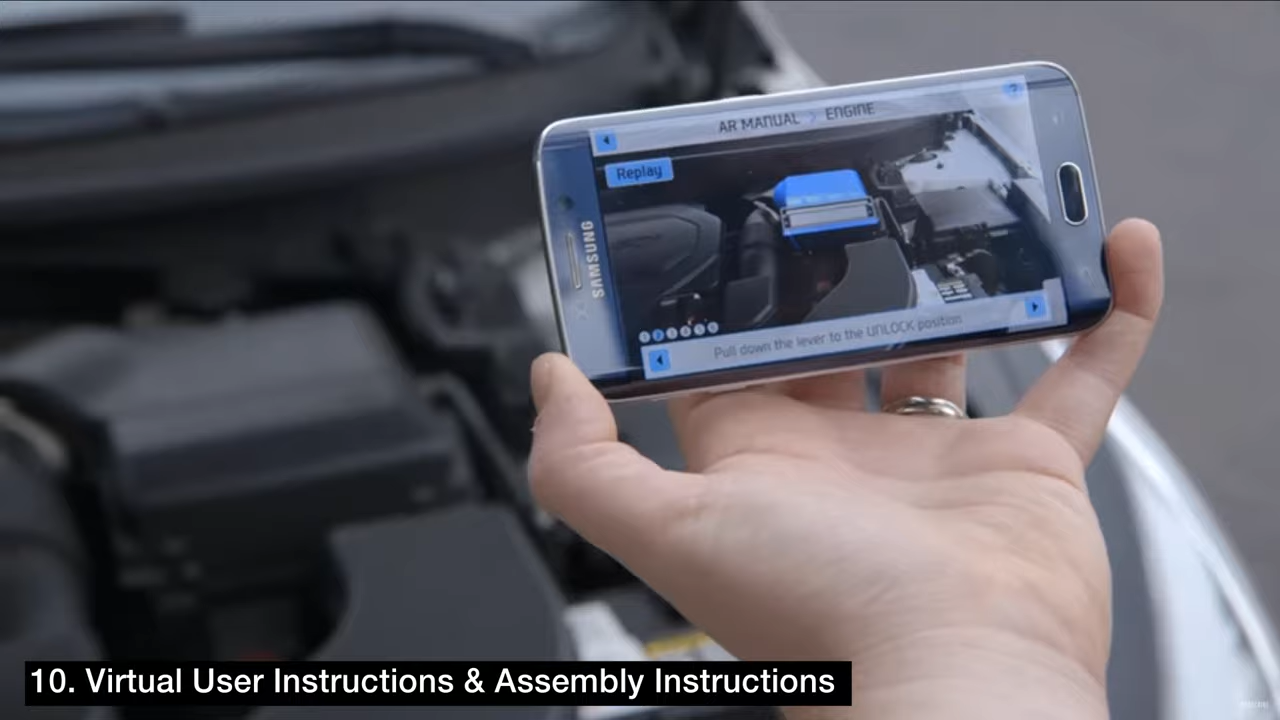 AR MANUAL > ENGINE
?
Replay
SAMSUNG
Pull down the lever to the UNLOCK position
10. Virtual User Instructions & Assembly Instructions